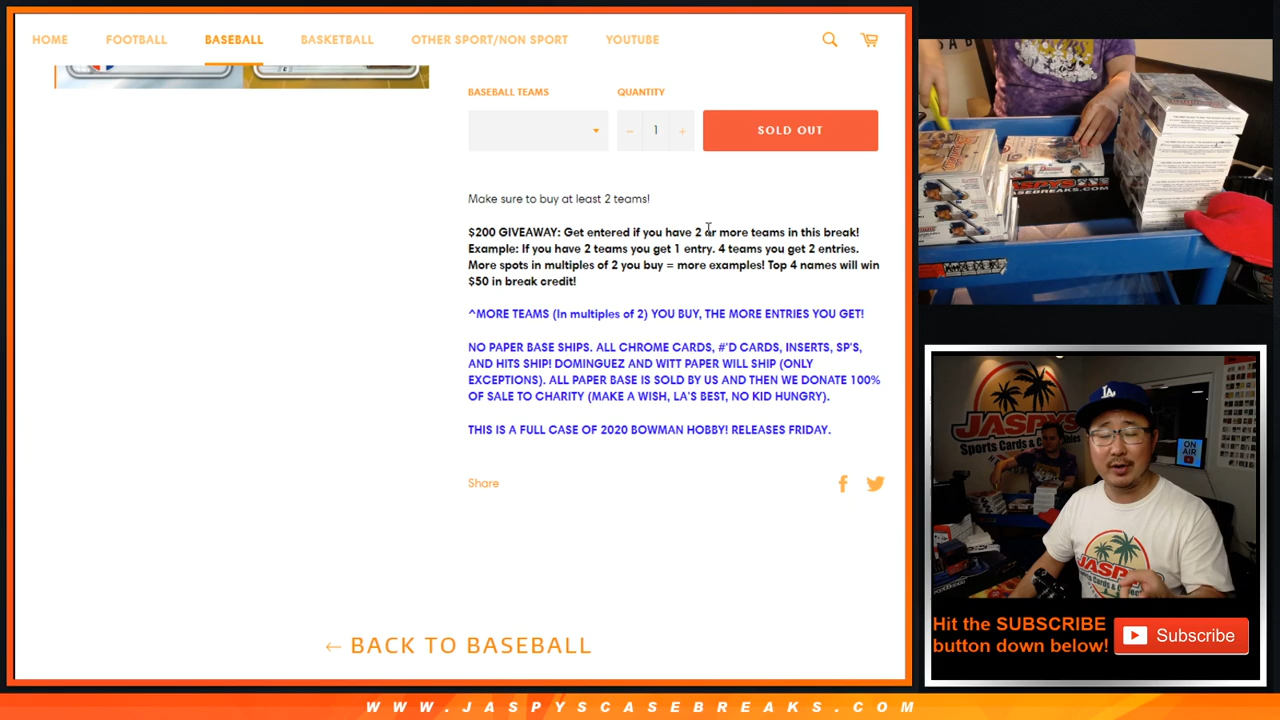 HOME FOOTBALL BASEBALL BASKETBALL OTHER SPORT/NON SPORT YOUTUBE
BASEBALL TEAMS QUANTITY
1 SOLD OUT
Make sure to buy at least 2 teams!
$200 GIVEAWAY: Get entered if you have 2 or more teams in this break!
Example: If you have 2 teams you get 1 entry. 4 teams you get 2 entries.
More spots in multiples of 2 you buy = more examples! Top 4 names will win
$50 in break credit!
^MORE TEAMS (In multiples of 2) YOU BUY, THE MORE ENTRIES YOU GET!
NO PAPER BASE SHIPS. ALL CHROME CARDS, #'D CARDS, INSERTS, SP'S,
AND HITS SHIP! DOMINGUEZ AND WITT PAPER WILL SHIP (ONLY
EXCEPTIONS). ALL PAPER BASE IS SOLD BY US AND THEN WE DONATE 100%
OF SALE TO CHARITY (MAKE A WISH, LA'S BEST, NO KID HUNGRY).
THIS IS A FULL CASE OF 2020 BOWMAN HOBBY! RELEASES FRIDAY.
Share
← BACK TO BASEBALL
JASPYS
Sports Cards & Collectibles
ON
AIR
LA
JASPYS
Hit the SUBSCRIBE
button down below!
Subscribe
WWW.JASPYSCASEBREAKS.COM